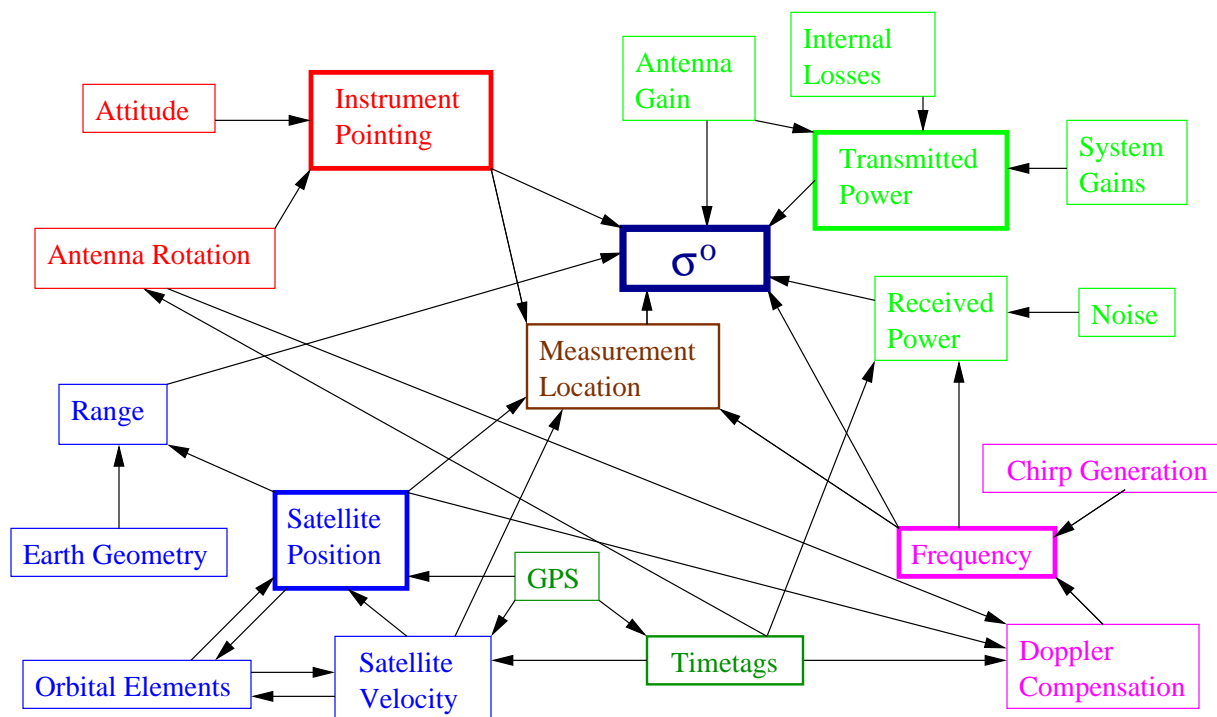 Internal
Losses
Antenna
Gain
Instrument
Pointing
Attitude
Transmitted
Power
System
Gains
Antenna Rotation
σº
Received
Power
Noise
Measurement
Location
Range
Chirp Generation
Satellite
Position
Earth Geometry
Frequency
GPS
Satellite
Velocity
Timetags
Doppler
Compensation
Orbital Elements